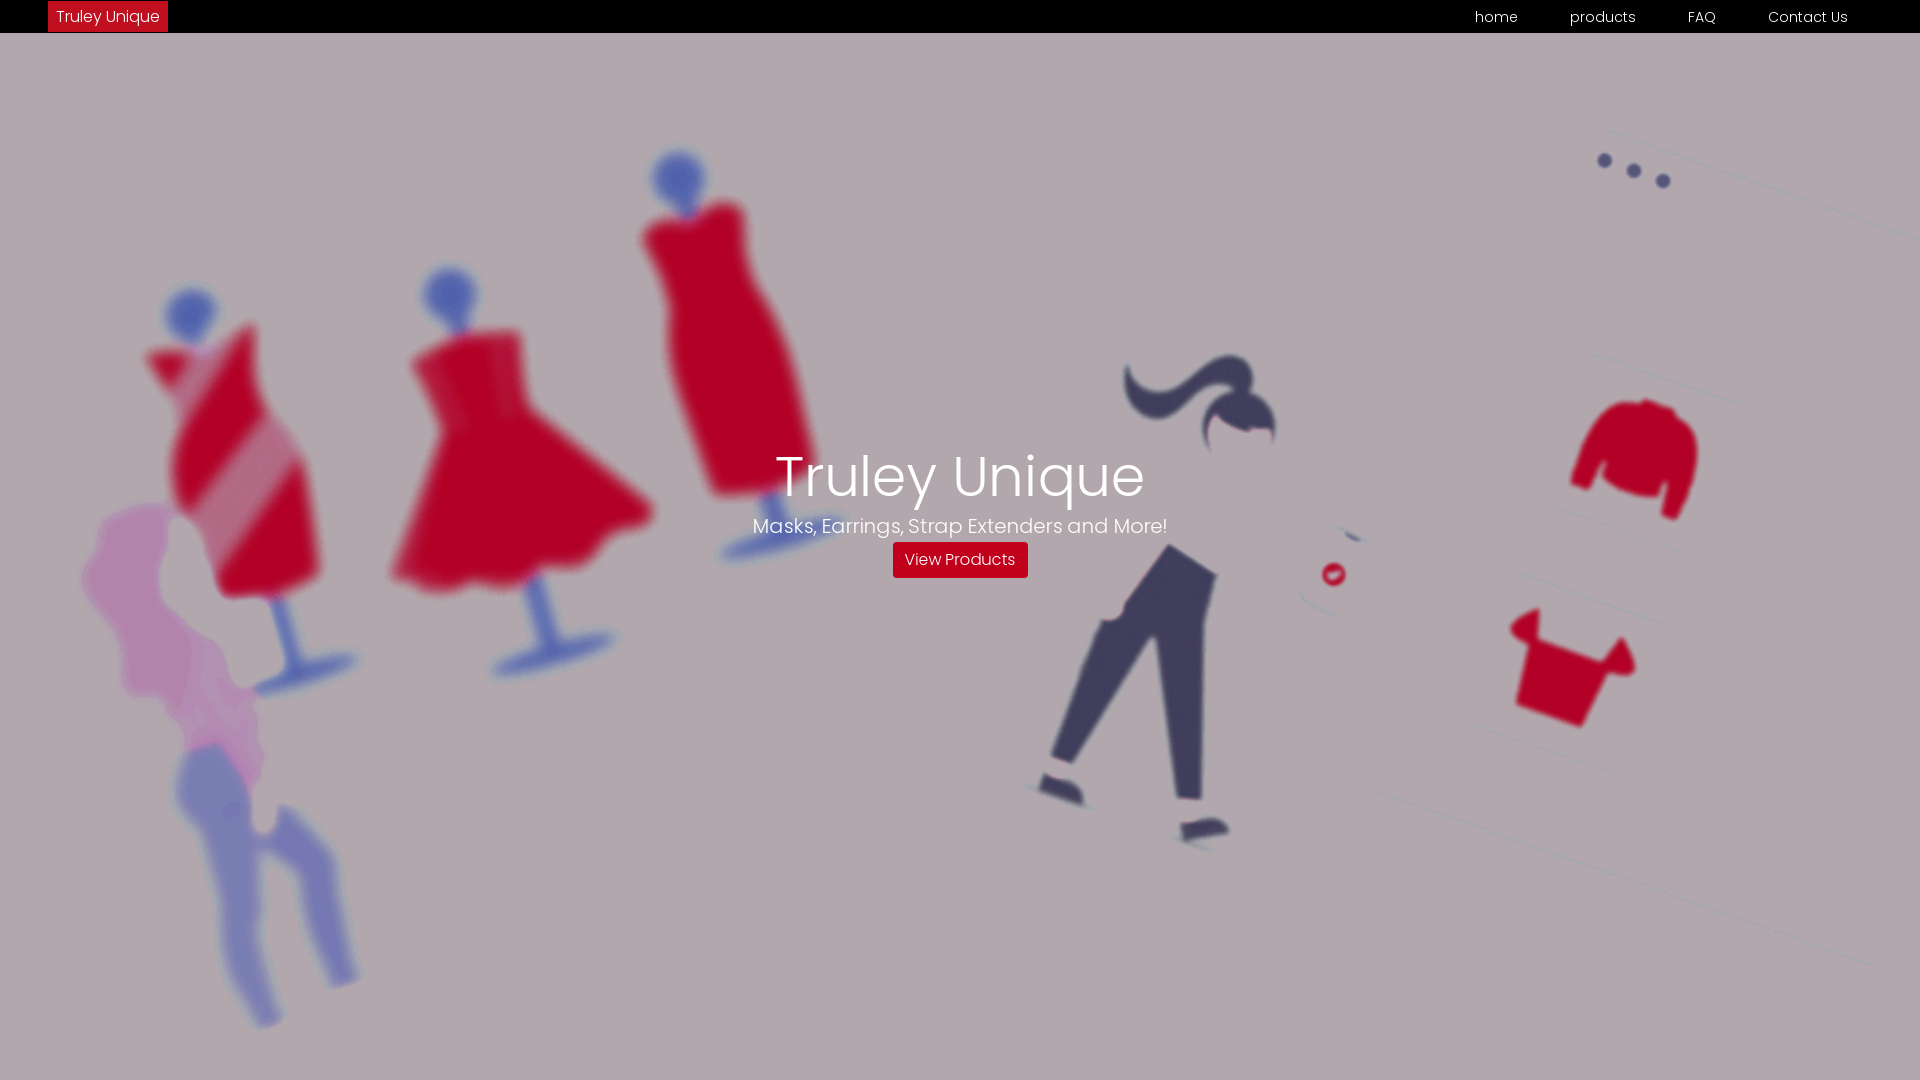 Truley Unique
home
products
FAQ
Contact Us
Truley Unique
Masks, Earrings, Strap Extenders and More!
View Products